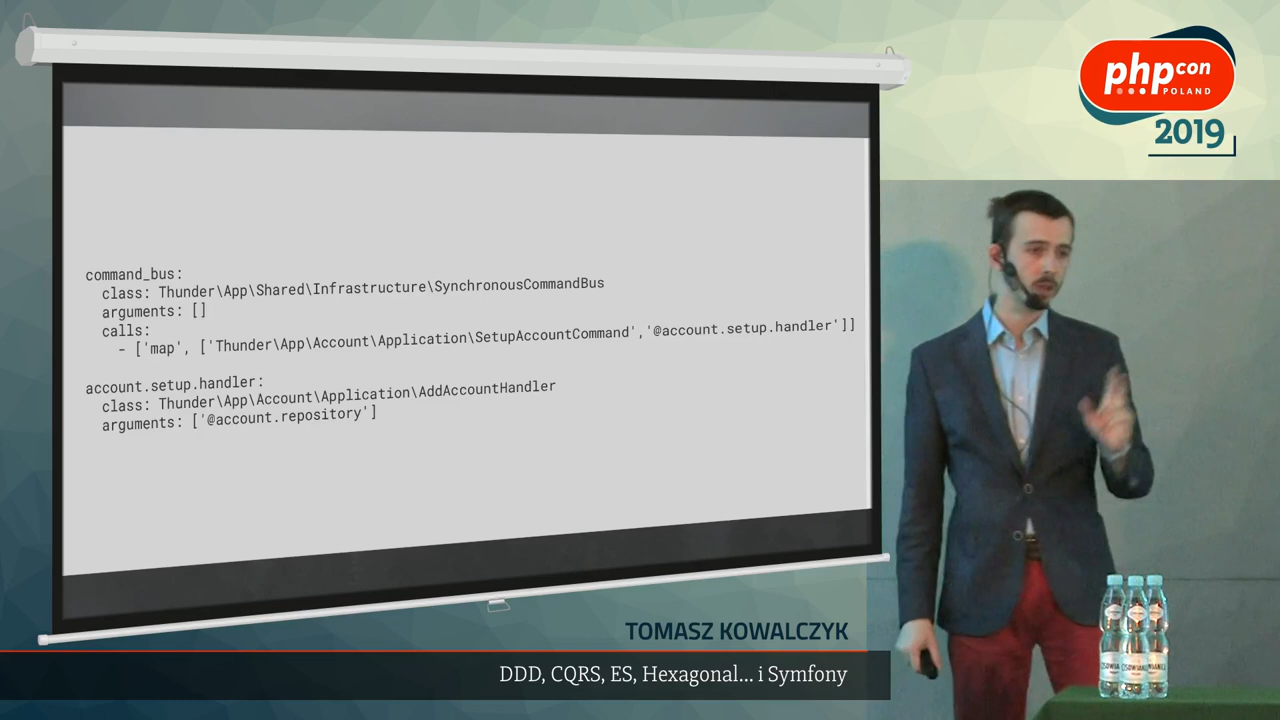 phpcon
POLAND
2019
command_bus:
class: Thunder\App\Shared\Infrastructure\SynchronousCommandBus
arguments: []
calls:
- ['map', ['Thunder\App\Account\Application\SetupAccountCommand','@account.setup.handler']]
account.setup.handler:
class: Thunder\App\Account\Application\AddAccountHandler
arguments: ['@account.repository']
TOMASZ KOWALCZYK
DDD, CQRS, ES, Hexagonal... i Symfony